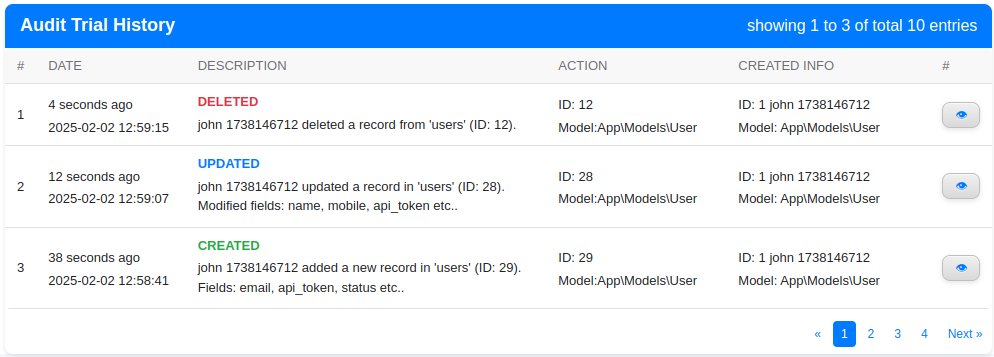 Audit Trial History
showing 1 to 3 of total 10 entries
# DATE DESCRIPTION ACTION CREATED INFO #
1
4 seconds ago
2025-02-02 12:59:15
DELETED
john 1738146712 deleted a record from 'users' (ID: 12).
ID: 12
Model:App\Models\User
ID: 1 john 1738146712
Model: App\Models\User
2
12 seconds ago
2025-02-02 12:59:07
UPDATED
john 1738146712 updated a record in 'users' (ID: 28).
Modified fields: name, mobile, api_token etc..
ID: 28
Model:App\Models\User
ID: 1 john 1738146712
Model: App\Models\User
3
38 seconds ago
2025-02-02 12:58:41
CREATED
john 1738146712 added a new record in 'users' (ID: 29).
Fields: email, api_token, status etc..
ID: 29
Model:App\Models\User
ID: 1 john 1738146712
Model: App\Models\User
« 1 2 3 4 Next »